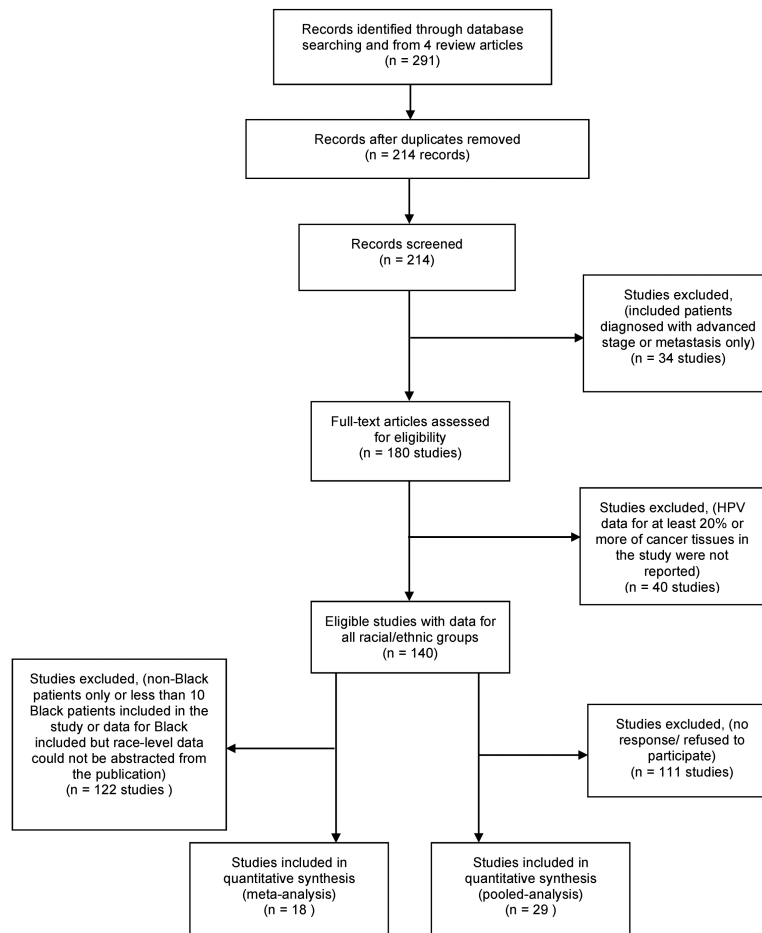 Records identified through database
searching and from 4 review articles
(n = 291)
Records after duplicates removed
(n = 214 records)
Records screened
(n = 214)
Studies excluded,
(included patients
diagnosed with advanced
stage or metastasis only)
(n = 34 studies)
Full-text articles assessed
for eligibility
(n = 180 studies)
Studies excluded, (HPV
data for at least 20% or
more of cancer tissues in
the study were not
reported)
(n = 40 studies)
Eligible studies with data for
all racial/ethnic groups
(n = 140)
Studies excluded, (non-Black
patients only or less than 10
Black patients included in the
study or data for Black
included but race-level data
could not be abstracted from
the publication)
(n = 122 studies )
Studies excluded, (no
response/ refused to
participate)
(n = 111 studies)
Studies included in
quantitative synthesis
(meta-analysis)
(n = 18 )
Studies included in
quantitative synthesis
(pooled-analysis)
(n = 29 )